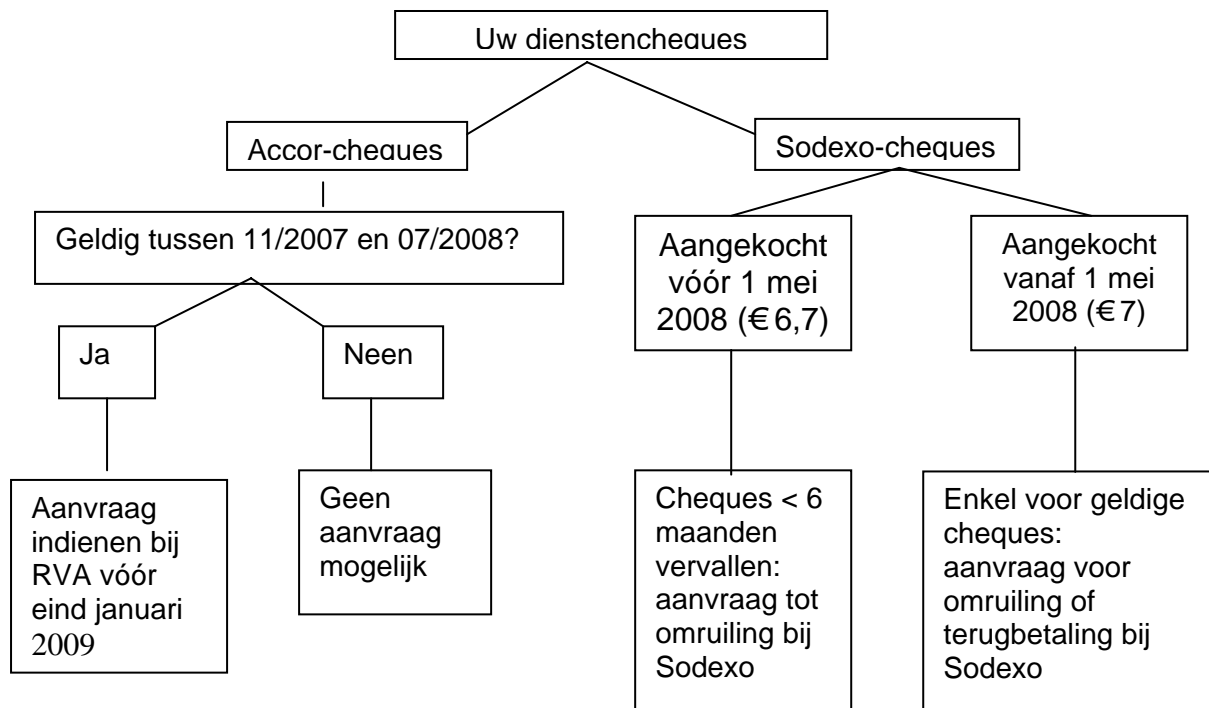 Uw dienstencheques
Accor-cheques
Sodexo-cheques
Geldig tussen 11/2007 en 07/2008?
Aangekocht
vóór 1 mei
2008 (€ 6,7)
Aangekocht
vanaf 1 mei
2008 (€ 7)
Ja
Neen
Aanvraag
indienen bij
RVA vóór
eind januari
2009
Geen
aanvraag
mogelijk
Cheques < 6
maanden
vervallen:
aanvraag tot
omruiling bij
Sodexo
Enkel voor geldige
cheques:
aanvraag voor
omruiling of
terugbetaling bij
Sodexo